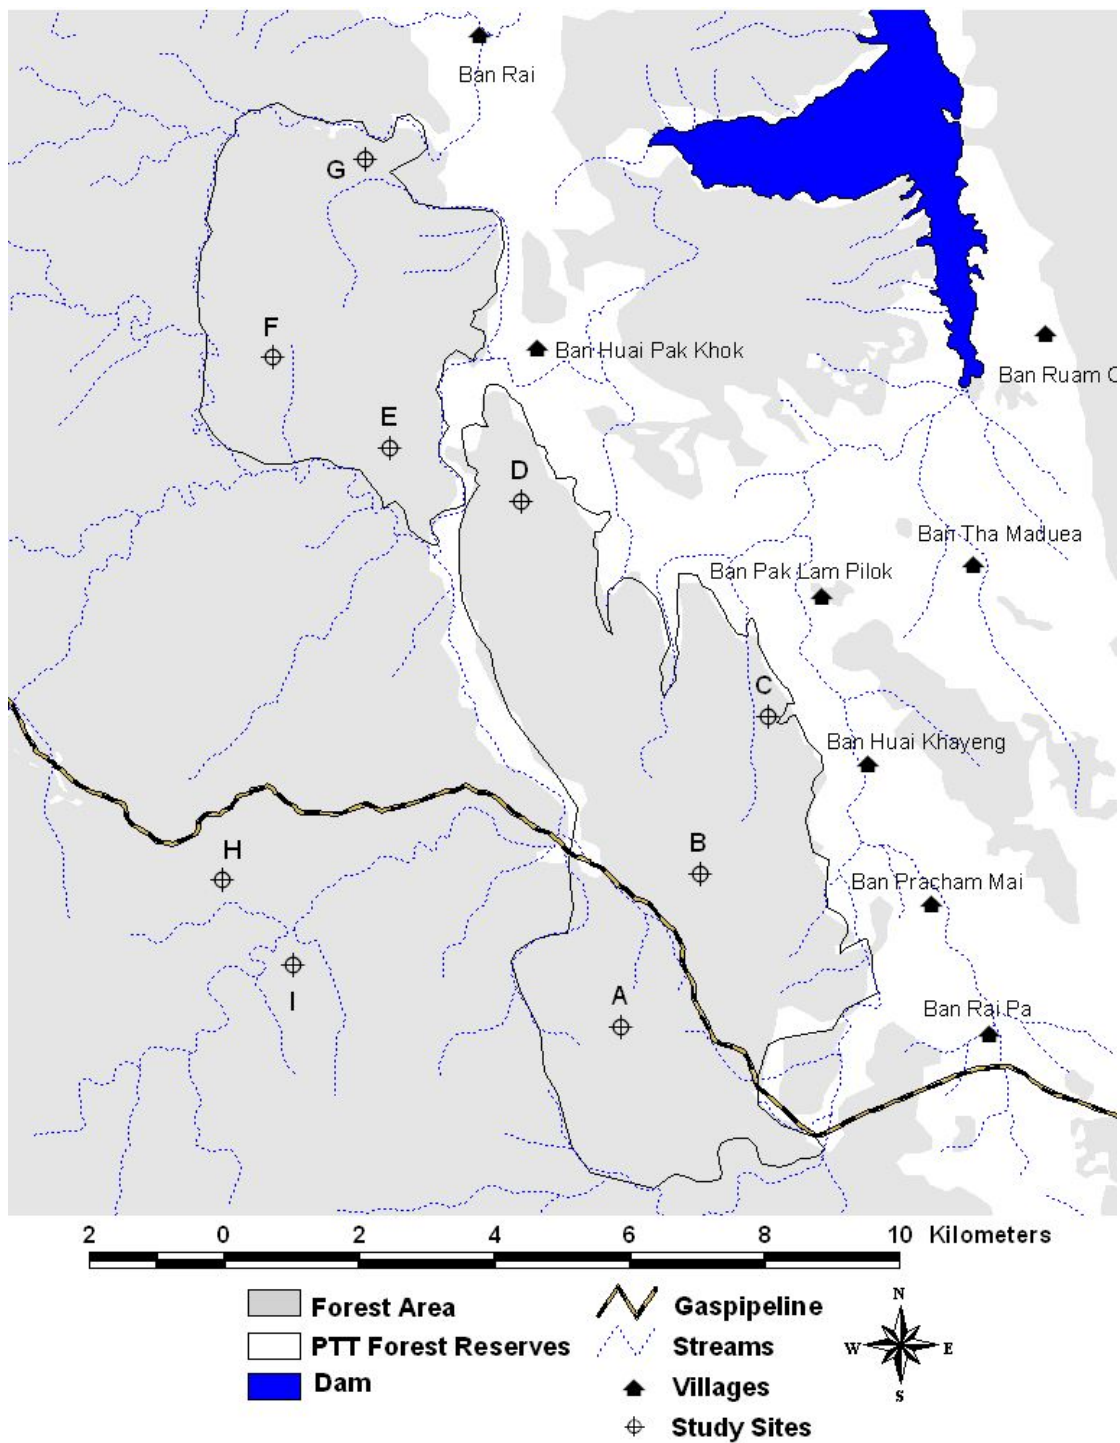 Ban Rai
G
F
Ban Huai Pak Khok
Ban Ruam
E
D
Ban Tha Maduea
Ban Pak Lam Pilok
C
Ban Huai Khayeng
H
B
Ban Pracham Mai
I
A
Ban Rai Pa
2 0 2 4 6 8 10 Kilometers
Forest Area
PTT Forest Reserves
Dam
Gaspipeline
Streams
Villages
Study Sites
N
W E
S